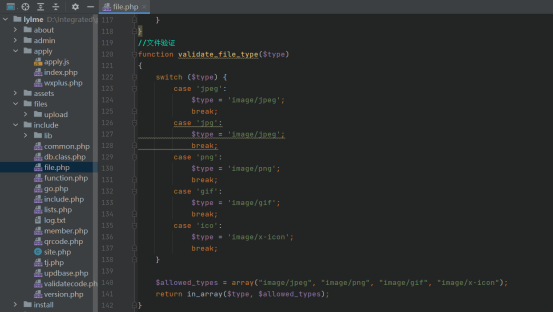 lylme D:\integrated
about
admin
apply
apply.js
index.php
wxplus.php
assets
files
upload
include
lib
common.php
db.class.php
file.php
function.php
go.php
include.php
lists.php
log.txt
member.php
qrcode.php
site.php
tj.php
updbase.php
validatecode.ph
version.php
install
file.php
117 }
118 }
119 //文件验证
120 function validate_file_type($type)
121 {
122 switch ($type) {
123 case 'jpeg':
124 $type = 'image/jpeg';
125 break;
126 case 'jpg':
127 $type = 'image/jpeg';
128 break;
129 case 'png':
130 $type = 'image/png';
131 break;
132 case 'gif':
133 $type = 'image/gif';
134 break;
135 case 'ico':
136 $type = 'image/x-icon';
137 break;
138 }
139
140 $allowed_types = array("image/jpeg", "image/png", "image/gif", "image/x-icon");
141 return in_array($type, $allowed_types);
142 }